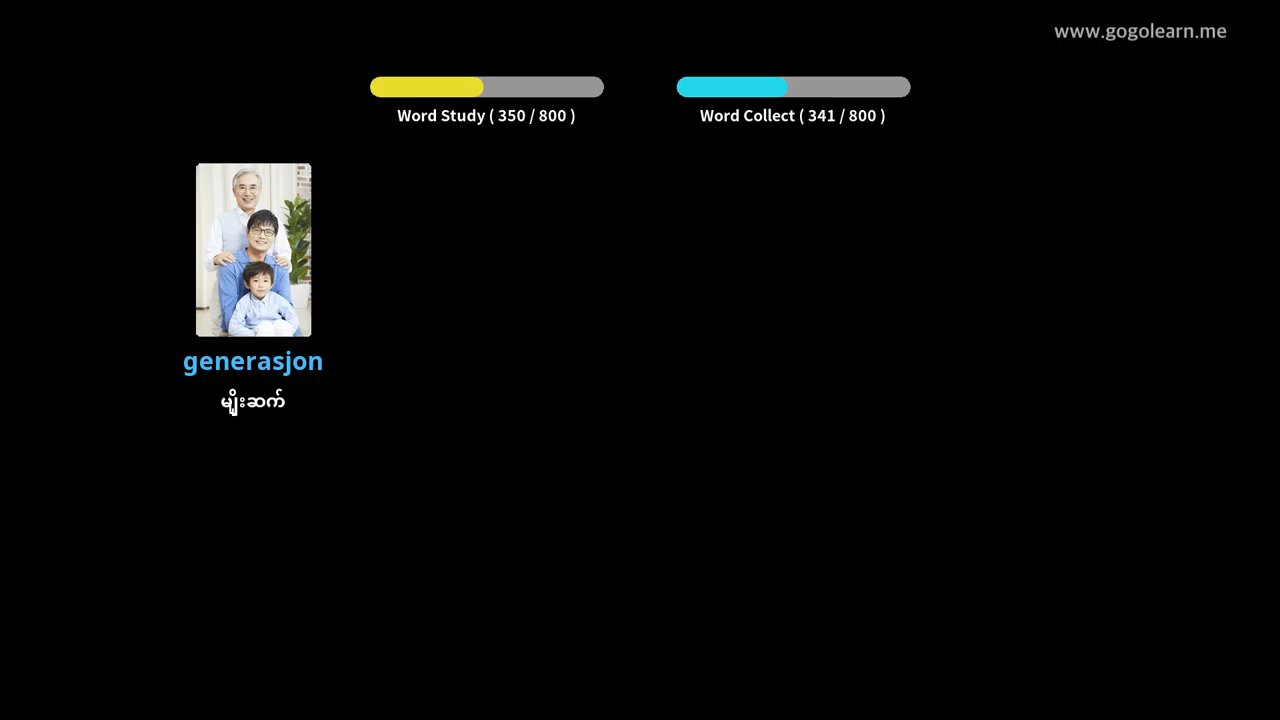 www.gogolearn.me
Word Study ( 350 / 800 )
Word Collect ( 341 / 800 )
generasjon
မျိုးဆက်